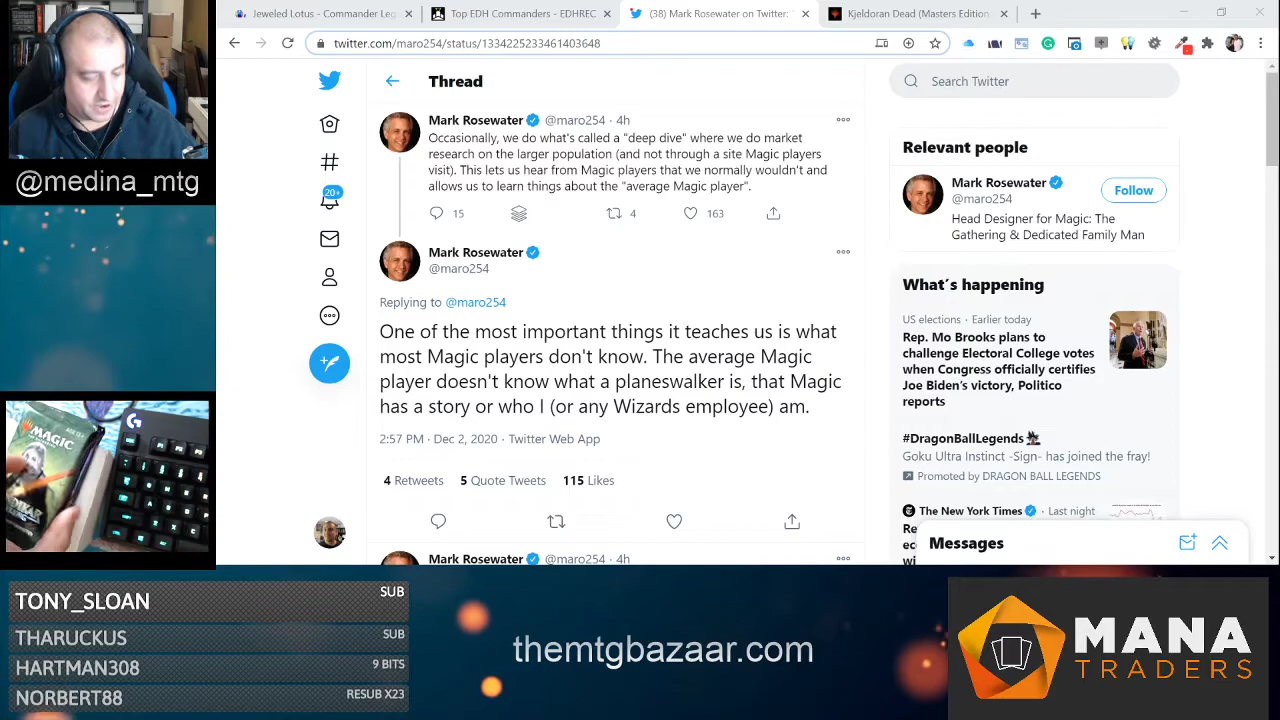 Jeweled Lotus - Commander Leg
Top EDH Commanders - EDHREC
(38) Mark Rosewater on Twitter:
Kjeldoran Dead (Masters Edition
twitter.com/maro254/status/1334225233461403648
Thread
Search Twitter
Mark Rosewater @maro254 · 4h
Occasionally, we do what's called a "deep dive" where we do market
research on the larger population (and not through a site Magic players
visit). This lets us hear from Magic players that we normally wouldn't and
allows us to learn things about the "average Magic player".
15
4
163
20+
Mark Rosewater
@maro254
Replying to @maro254
One of the most important things it teaches us is what
most Magic players don't know. The average Magic
player doesn't know what a planeswalker is, that Magic
has a story or who I (or any Wizards employee) am.
2:57 PM · Dec 2, 2020 · Twitter Web App
4 Retweets 5 Quote Tweets 115 Likes
Mark Rosewater @maro254 · 4h
Relevant people
Mark Rosewater
@maro254
Follow
Head Designer for Magic: The
Gathering & Dedicated Family Man
What's happening
US elections · Earlier today
Rep. Mo Brooks plans to
challenge Electoral College votes
when Congress officially certifies
Joe Biden's victory, Politico
reports
#DragonBallLegends
Goku Ultra Instinct -Sign- has joined the fray!
Promoted by DRAGON BALL LEGENDS
The New York Times · Last night
Messages
@medina_mtg
MAGIC
G
TONY_SLOAN SUB
THARUCKUS SUB
HARTMAN308 9 BITS
NORBERT88 RESUB X23
themtgbazaar.com
MANA
TRADERS